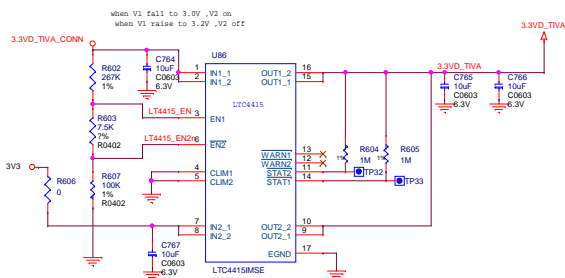 when V1 fall to 3.0V ,V2 on
when V1 raise to 3.2V ,V2 off
3.3VD_TIVA_CONN
3.3VD_TIVA
R602
267K
1%
C764
10uF
C0603
6.3V
U86
1
2
IN1_1
IN1_2
OUT1_2
OUT1_1
16
15
3.3VD_TIVA
C765
10uF
C0603
6.3V
C766
10uF
C0603
6.3V
LTC4415
LT4415_EN
3
EN1
R603
7.5K
?%
R0402
LT4415_EN2n
6
EN2
WARN1
WARN2
STAT2
STAT1
13
12
11
14
R604
1%
1M
R605
1%
1M
TP32
TP33
4
5
CLIM1
CLIM2
3V3
R606
0
R607
100K
1%
R0402
7
8
IN2_1
IN2_2
OUT2_2
OUT2_1
10
9
C767
10uF
C0603
6.3V
EGND
17
LTC4415IMSE